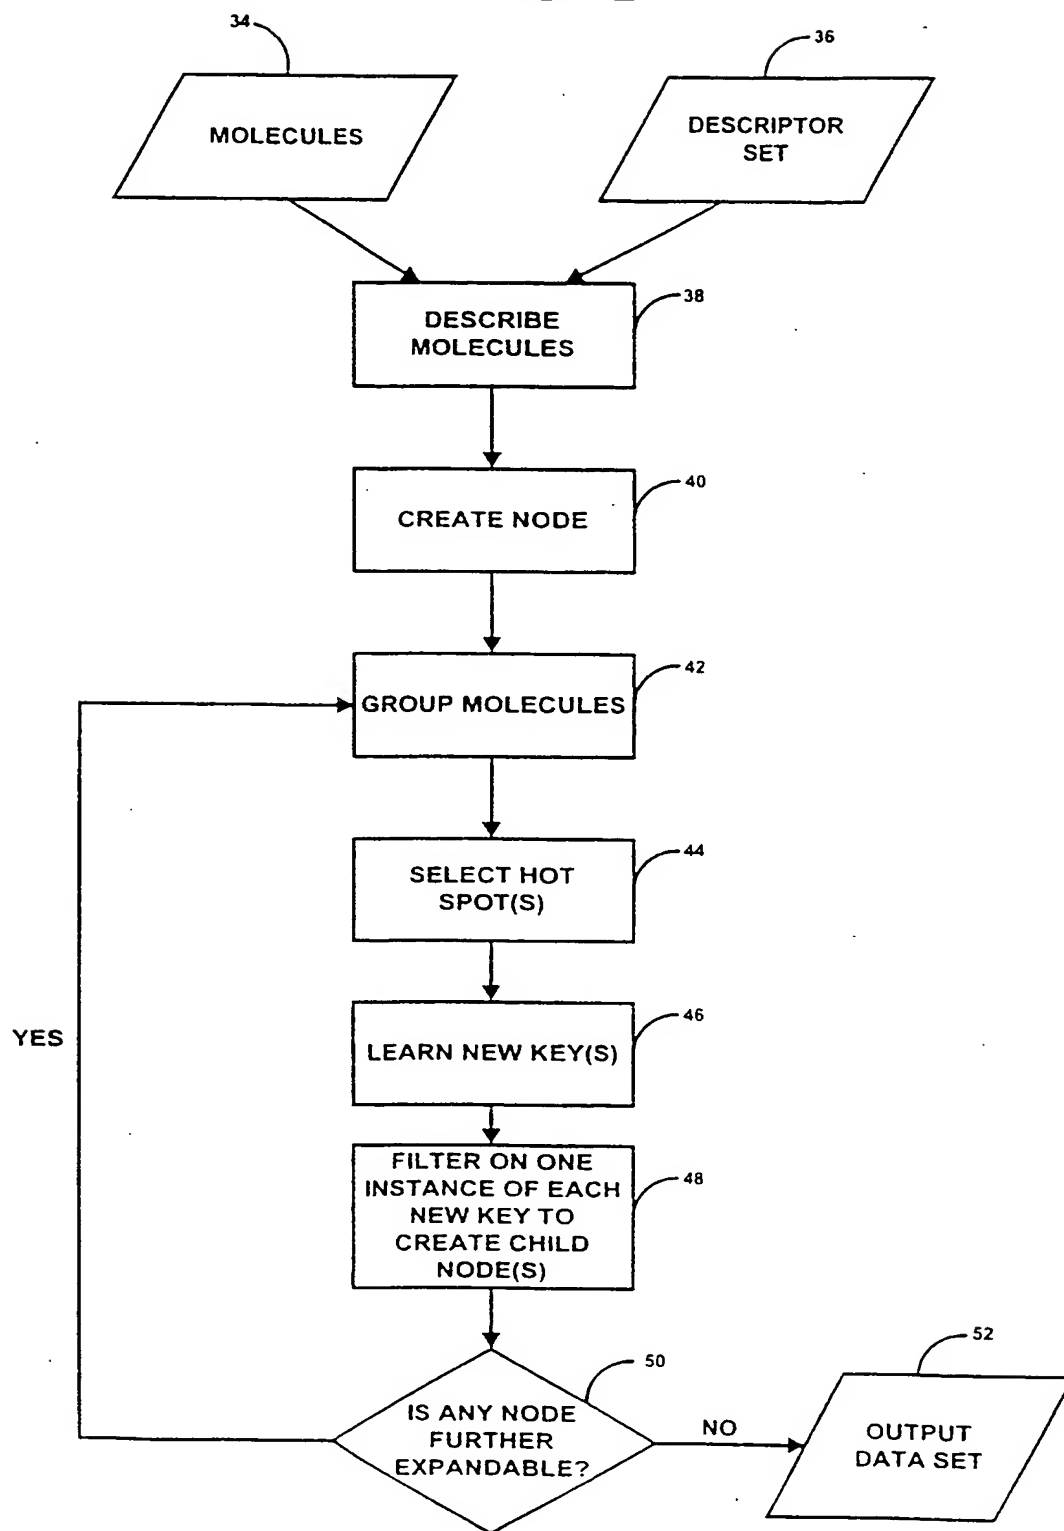 34
36
MOLECULES
DESCRIPTOR
SET
38
DESCRIBE
MOLECULES
40
CREATE NODE
42
GROUP MOLECULES
44
SELECT HOT
SPOT(S)
46
YES
LEARN NEW KEY(S)
48
FILTER ON ONE
INSTANCE OF EACH
NEW KEY TO
CREATE CHILD
NODE(S)
52
50
IS ANY NODE
FURTHER
EXPANDABLE?
NO
OUTPUT
DATA SET